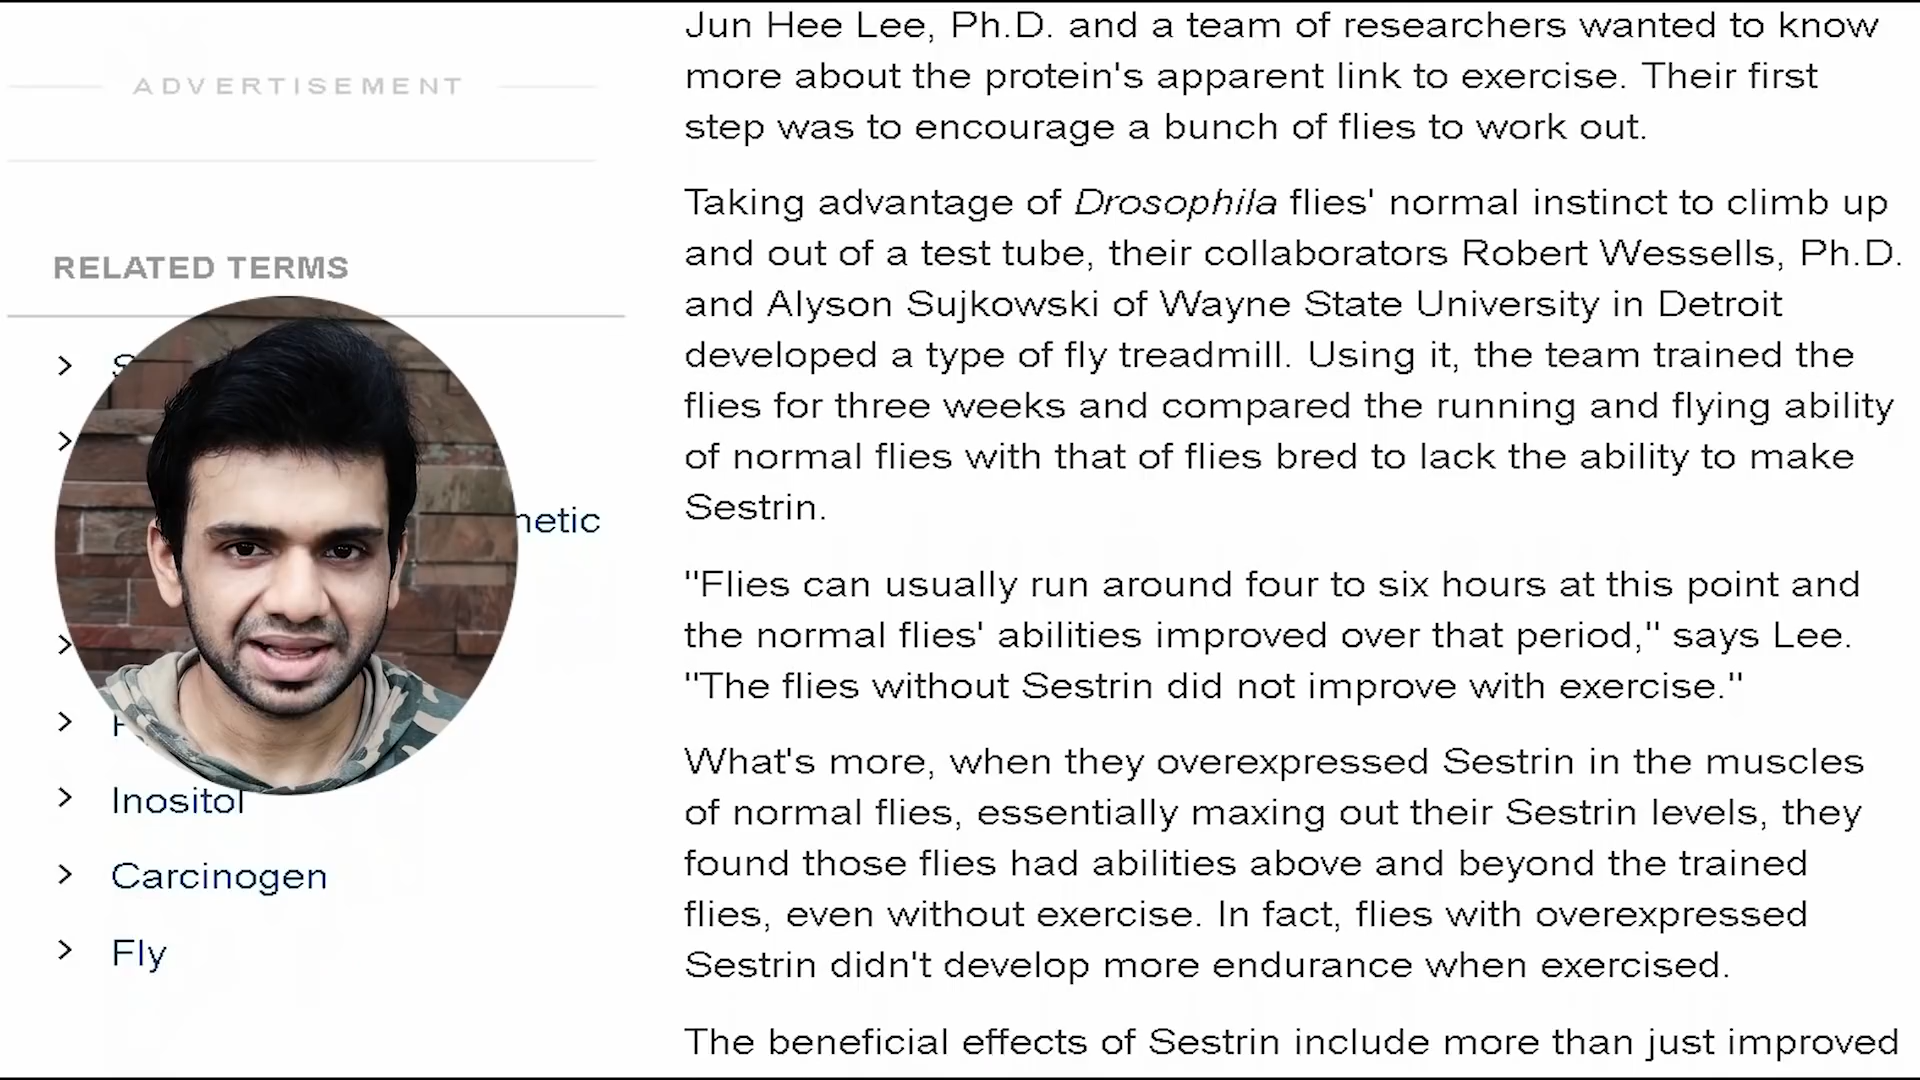 ADVERTISEMENT
RELATED TERMS
Inositol
Carcinogen
Fly
Jun Hee Lee, Ph.D. and a team of researchers wanted to know
more about the protein's apparent link to exercise. Their first
step was to encourage a bunch of flies to work out.
Taking advantage of Drosophila flies' normal instinct to climb up
and out of a test tube, their collaborators Robert Wessells, Ph.D.
and Alyson Sujkowski of Wayne State University in Detroit
developed a type of fly treadmill. Using it, the team trained the
flies for three weeks and compared the running and flying ability
of normal flies with that of flies bred to lack the ability to make
Sestrin.
"Flies can usually run around four to six hours at this point and
the normal flies' abilities improved over that period," says Lee.
"The flies without Sestrin did not improve with exercise."
What's more, when they overexpressed Sestrin in the muscles
of normal flies, essentially maxing out their Sestrin levels, they
found those flies had abilities above and beyond the trained
flies, even without exercise. In fact, flies with overexpressed
Sestrin didn't develop more endurance when exercised.
The beneficial effects of Sestrin include more than just improved